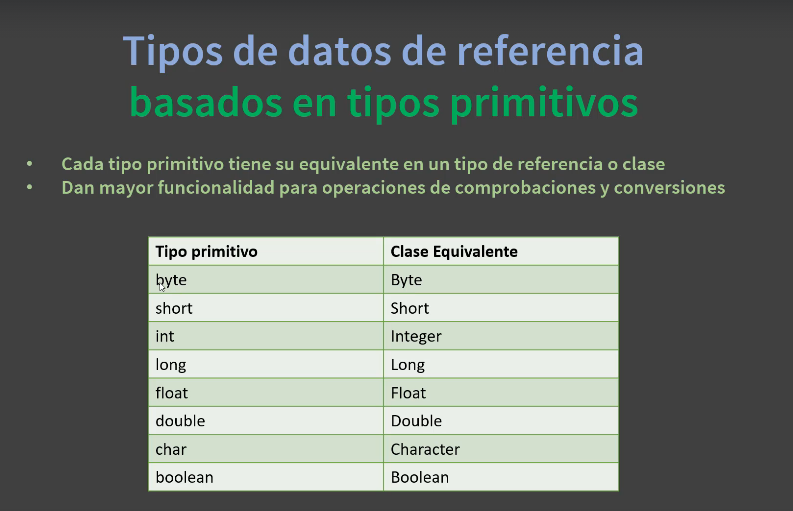 Tipos de datos de referencia
basados en tipos primitivos
• Cada tipo primitivo tiene su equivalente en un tipo de referencia o clase
• Dan mayor funcionalidad para operaciones de comprobaciones y conversiones
Tipo primitivo Clase Equivalente
byte Byte
short Short
int Integer
long Long
float Float
double Double
char Character
boolean Boolean